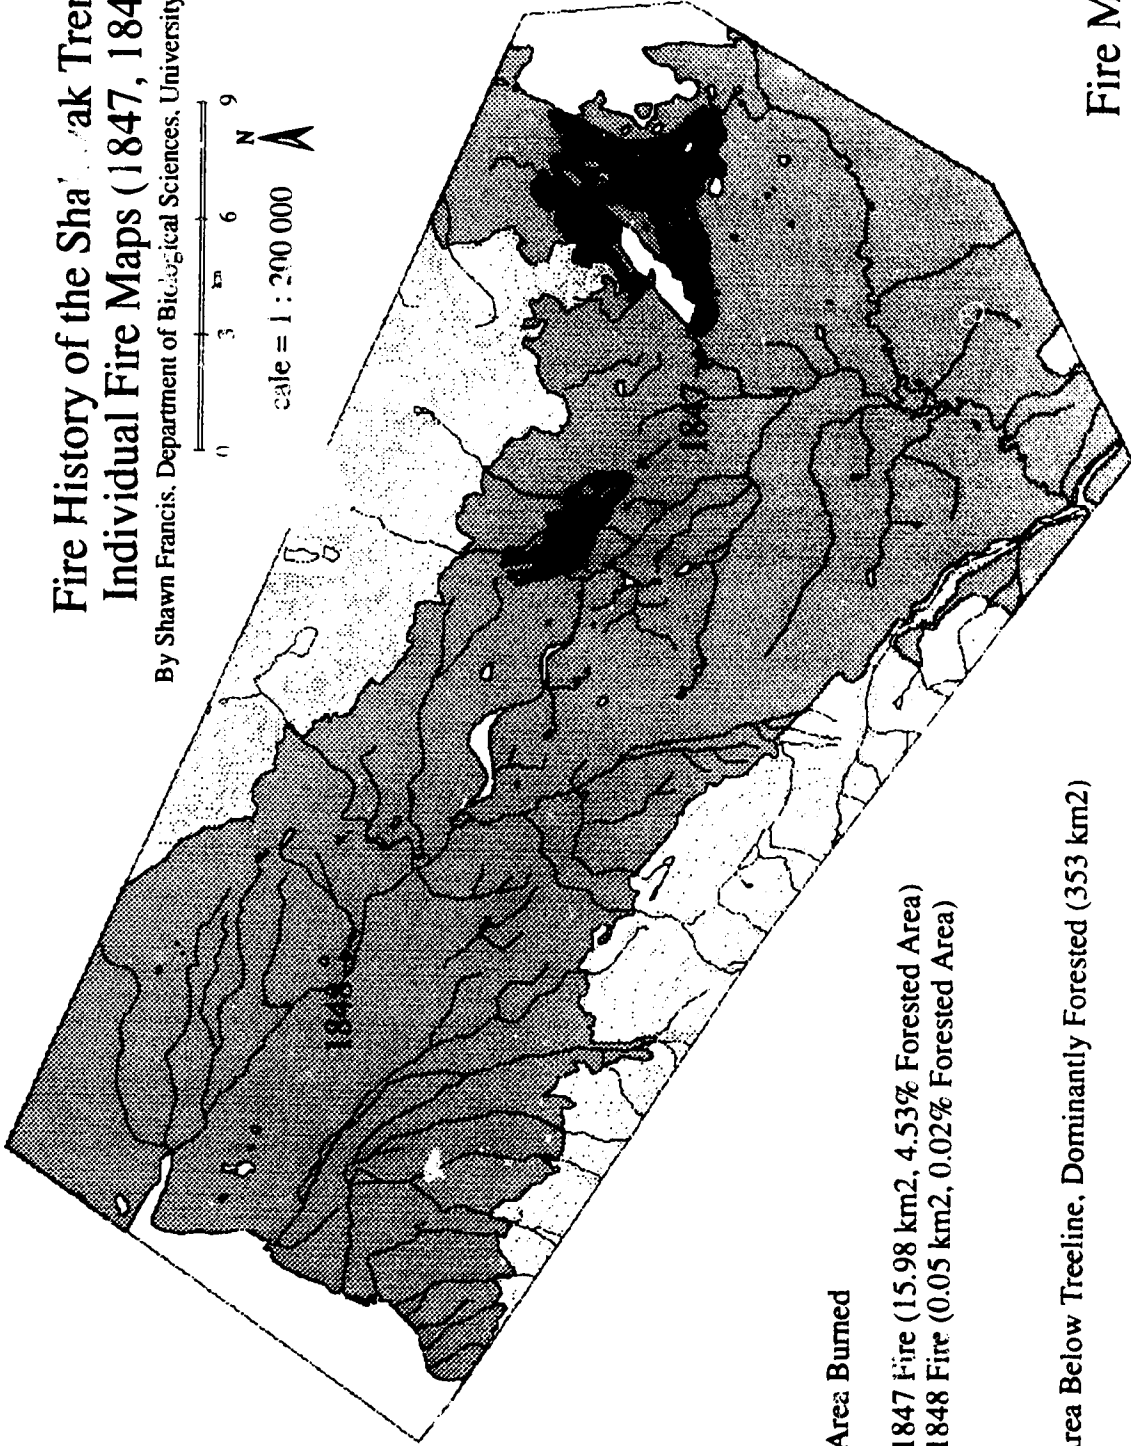 Fire History of the Sha ak Tren
Individual Fire Maps (1847, 184
By Shawn Francis, Department of Biological Sciences, University
0 3 km 6 9
N
cale = 1 : 200 000
1847
1848
Area Burned
1847 Fire (15.98 km2, 4.53% Forested Area)
1848 Fire (0.05 km2, 0.02% Forested Area)
rea Below Treeline, Dominantly Forested (353 km2)
Fire M